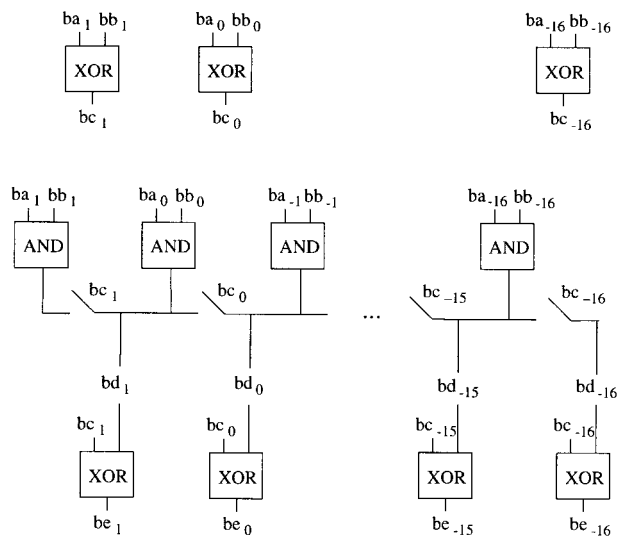 ba 1 bb 1 ba 0 bb 0 ba -16 bb -16
XOR XOR XOR
bc 1 bc 0 bc -16
ba 1 bb 1 ba 0 bb 0 ba -1 bb -1 ba -16 bb -16
AND AND AND AND
bc 1 bc 0 bc -15 bc -16
...
bd 1 bd 0 bd -15 bd -16
bc 1 bc 0 bc -15 bc -16
XOR XOR XOR XOR
be 1 be 0 be -15 be -16